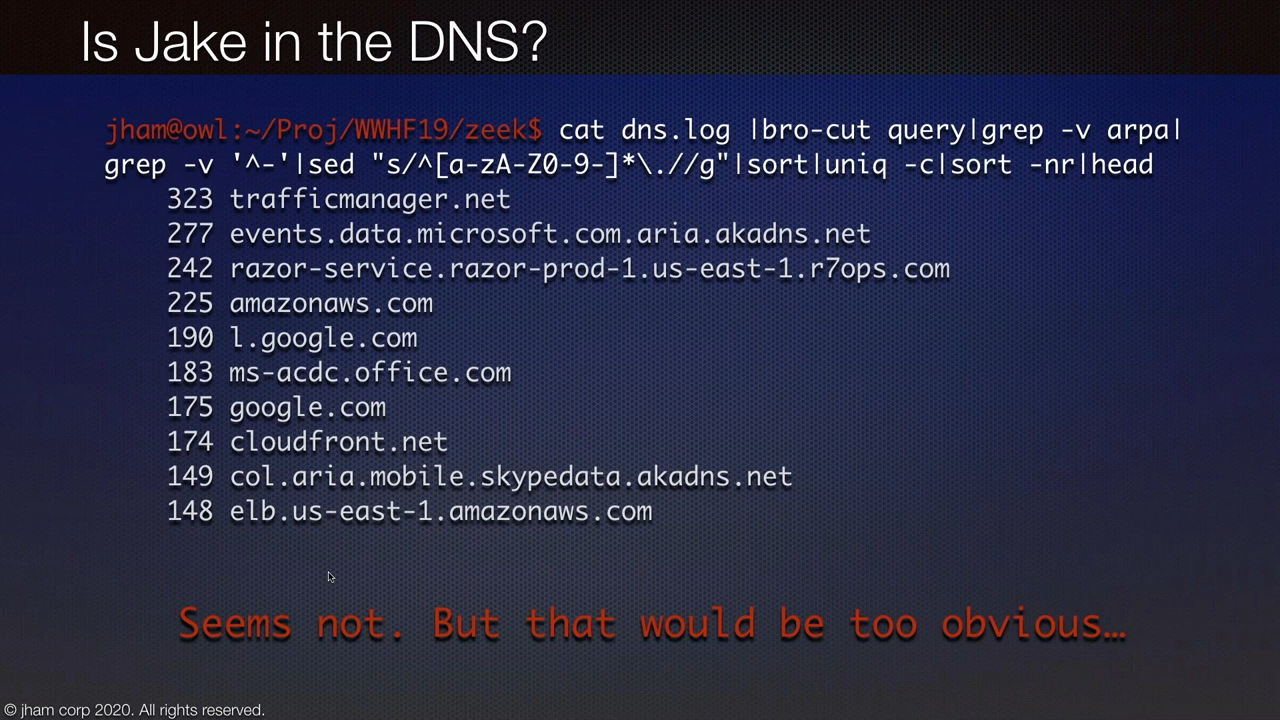 Is Jake in the DNS?
jham@owl:~/Proj/WWHF19/zeek$ cat dns.log |bro-cut query|grep -v arpa|
grep -v '^-'|sed "s/^[a-zA-Z0-9-]*\.//g"|sort|uniq -c|sort -nr|head
323 trafficmanager.net
277 events.data.microsoft.com.aria.akadns.net
242 razor-service.razor-prod-1.us-east-1.r7ops.com
225 amazonaws.com
190 l.google.com
183 ms-acdc.office.com
175 google.com
174 cloudfront.net
149 col.aria.mobile.skypedata.akadns.net
148 elb.us-east-1.amazonaws.com
Seems not. But that would be too obvious…
© jham corp 2020. All rights reserved.